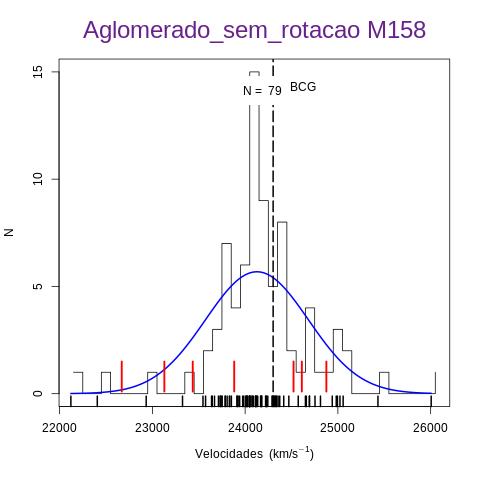 Aglomerado_sem_rotacao M158
15
N = 79
BCG
10
N
5
0
22000 23000 24000 25000 26000
Velocidades (km/s⁻¹)